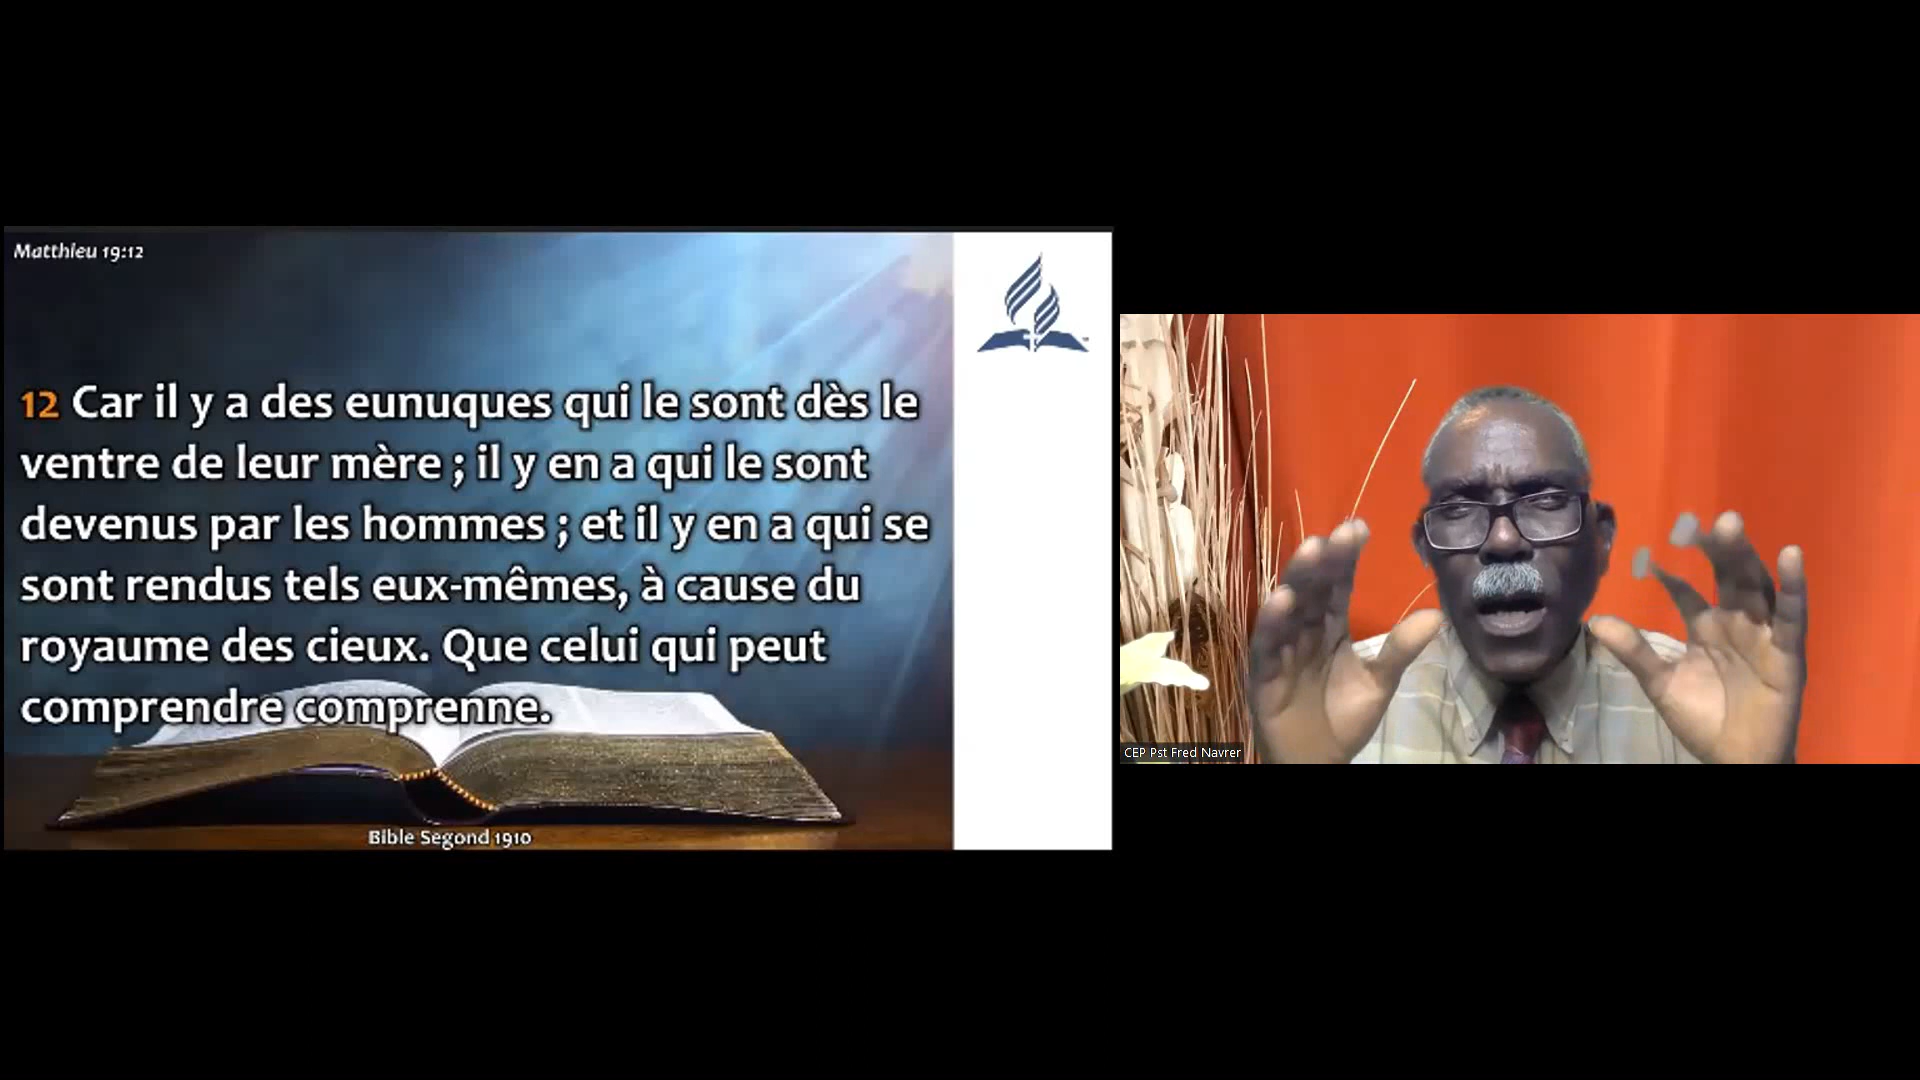 Matthieu 19:12
12 Car il y a des eunuques qui le sont dès le
ventre de leur mère ; il y en a qui le sont
devenus par les hommes ; et il y en a qui se
sont rendus tels eux-mêmes, à cause du
royaume des cieux. Que celui qui peut
comprendre comprenne.
Bible Segond 1910
CEP Pst Fred Navrer